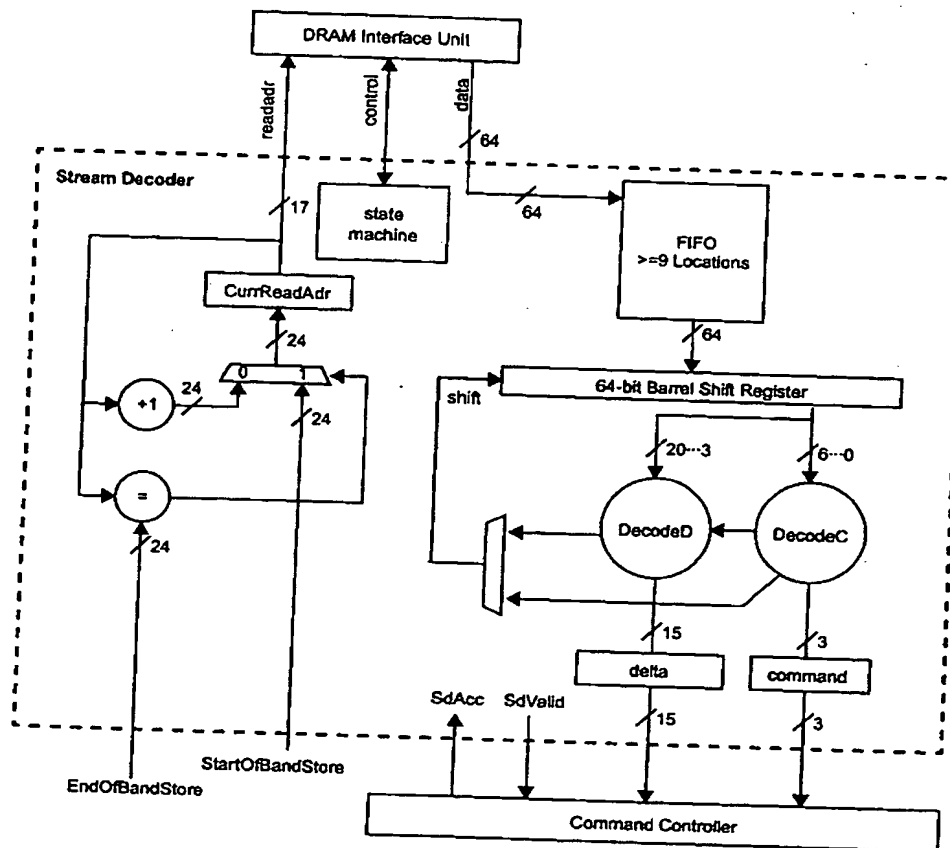 DRAM Interface Unit
readadr
control
data
64
Stream Decoder
17
state
machine
64
FIFO
>=9 Locations
CurrReadAdr
64
24
0 1
64-bit Barrel Shift Register
shift
+1
24
24
20...3
6...0
=
DecodeD
DecodeC
24
15
3
delta
command
SdAcc
SdValid
15
3
StartOfBandStore
EndOfBandStore
Command Controller